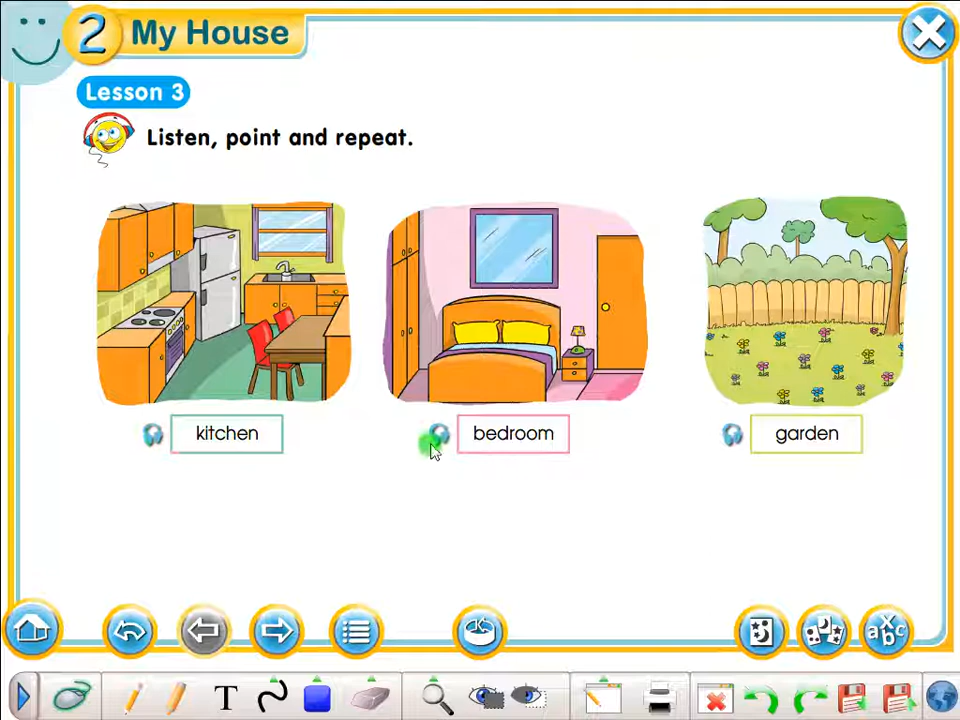 2 My House
Lesson 3
Listen, point and repeat.
kitchen
bedroom
garden
K
a x b c
T